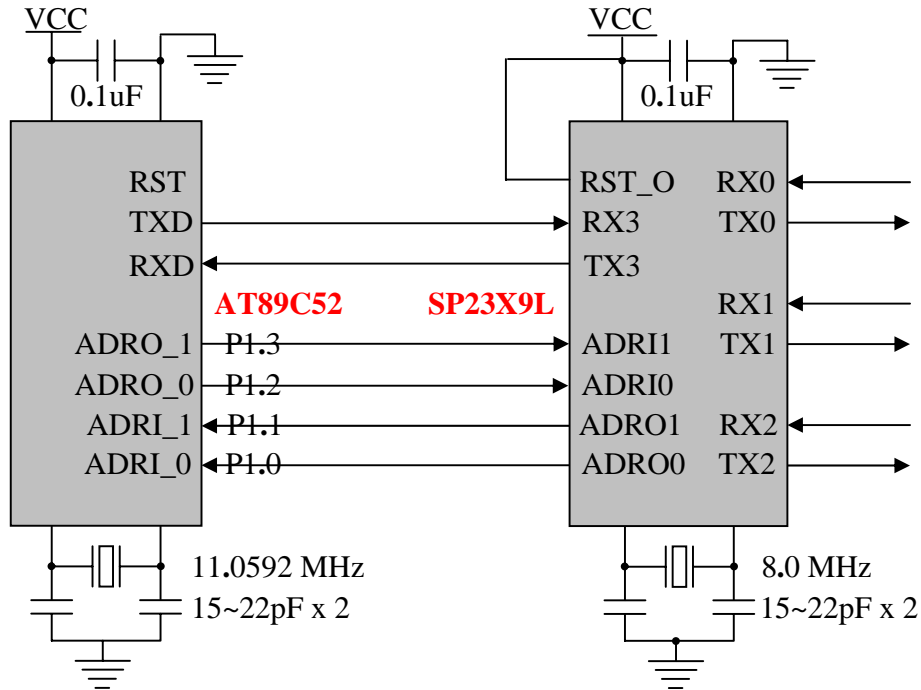 VCC
VCC
0.1uF
0.1uF
RST
RST_O RX0
TXD
RX3 TX0
RXD
TX3
AT89C52
SP23X9L
RX1
ADRO_1
P1.3
ADRI1 TX1
ADRO_0
P1.2
ADRI0
ADRI_1
P1.1
ADRO1 RX2
ADRI_0
P1.0
ADRO0 TX2
11.0592 MHz
8.0 MHz
15~22pF x 2
15~22pF x 2